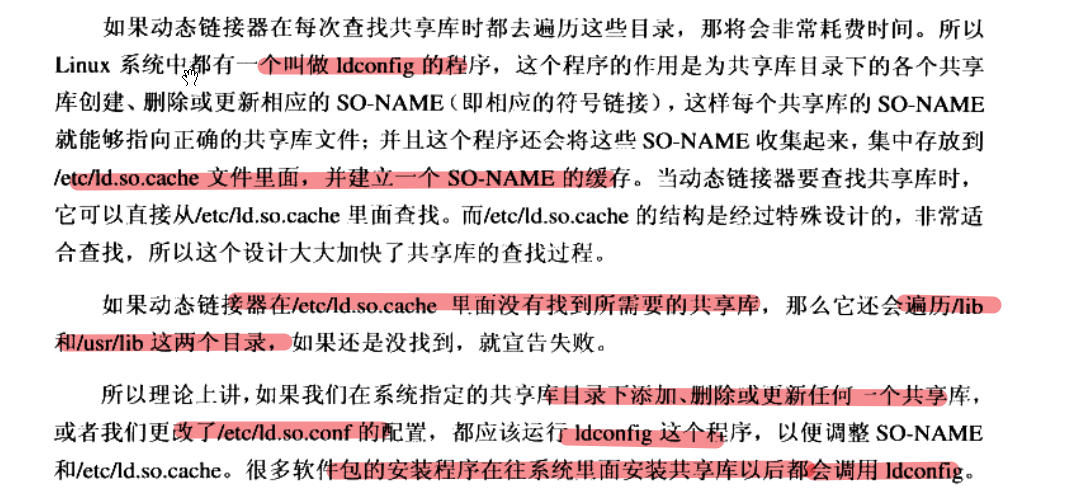 如果动态链接器在每次查找共享库时都去遍历这些目录，那将会非常耗费时间。所以
Linux 系统中都有一个叫做 ldconfig 的程序，这个程序的作用是为共享库目录下的各个共享
库创建、删除或更新相应的 SO-NAME（即相应的符号链接），这样每个共享库的 SO-NAME
就能够指向正确的共享库文件；并且这个程序还会将这些 SO-NAME 收集起来，集中存放到
/etc/ld.so.cache 文件里面，并建立一个 SO-NAME 的缓存。当动态链接器要查找共享库时，
它可以直接从/etc/ld.so.cache 里面查找。而/etc/ld.so.cache 的结构是经过特殊设计的，非常适
合查找，所以这个设计大大加快了共享库的查找过程。
如果动态链接器在/etc/ld.so.cache 里面没有找到所需要的共享库，那么它还会遍历/lib
和/usr/lib 这两个目录，如果还是没找到，就宣告失败。
所以理论上讲，如果我们在系统指定的共享库目录下添加、删除或更新任何一个共享库，
或者我们更改了/etc/ld.so.conf 的配置，都应该运行 ldconfig 这个程序，以便调整 SO-NAME
和/etc/ld.so.cache。很多软件包的安装程序在往系统里面安装共享库以后都会调用 ldconfig。